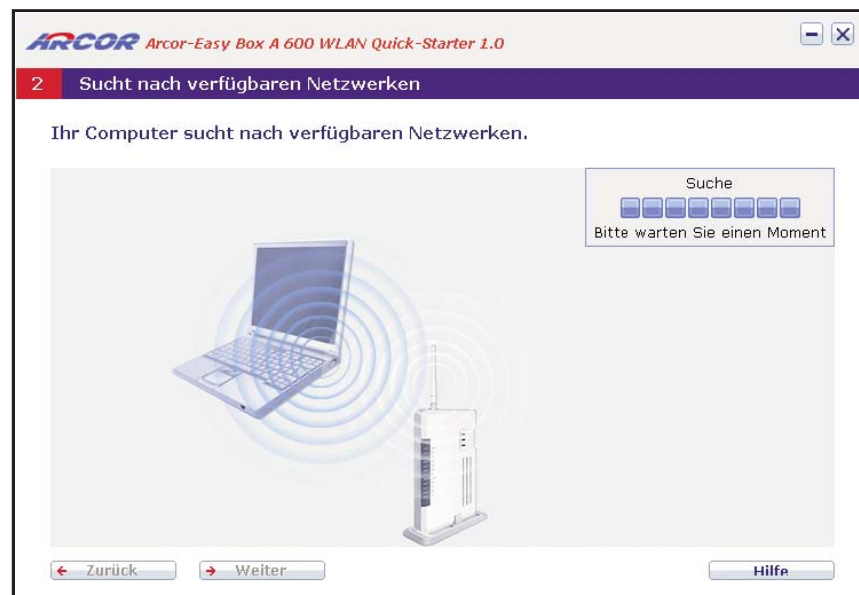 ARCOR Arcor-Easy Box A 600 WLAN Quick-Starter 1.0
2 Sucht nach verfügbaren Netzwerken
Ihr Computer sucht nach verfügbaren Netzwerken.
Suche
Bitte warten Sie einen Moment
Zurück Weiter Hilfe